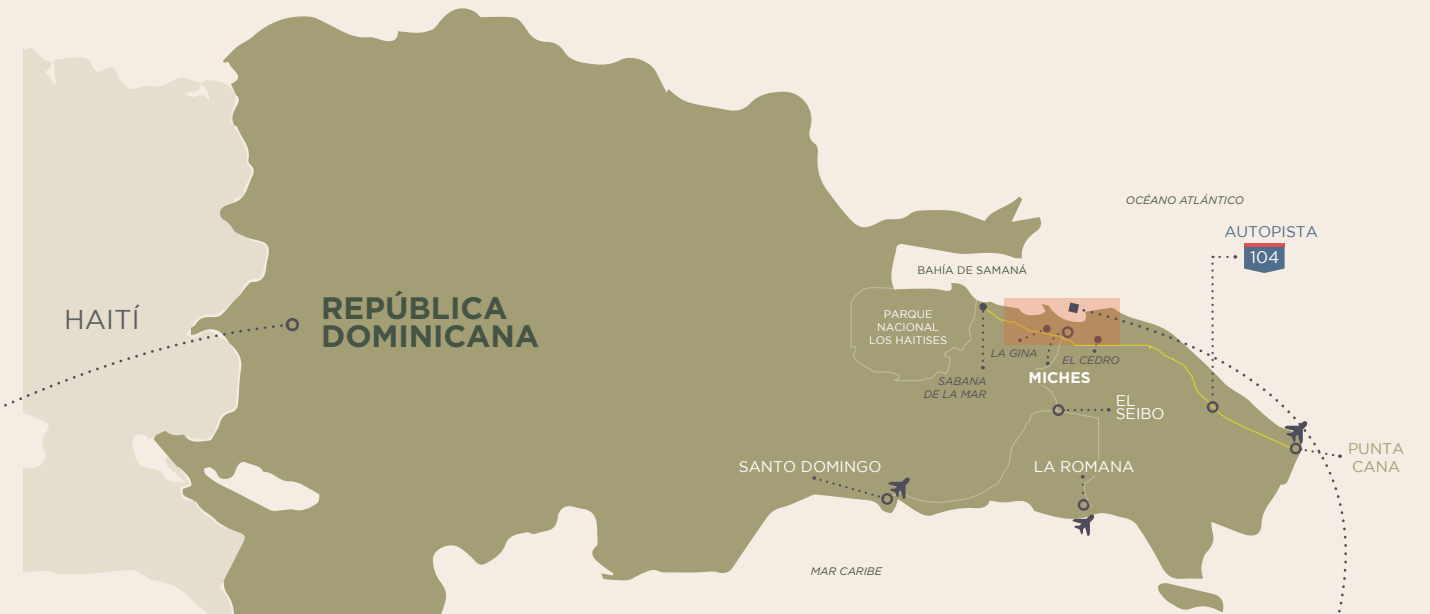 OCÉANO ATLÁNTICO
AUTOPISTA
104
BAHÍA DE SAMANÁ
HAITÍ
REPÚBLICA
DOMINICANA
PARQUE
NACIONAL
LOS HAITISES
LA GINA
EL CEDRO
MICHES
SABANA
DE LA MAR
EL
SEIBO
PUNTA
CANA
SANTO DOMINGO
LA ROMANA
MAR CARIBE